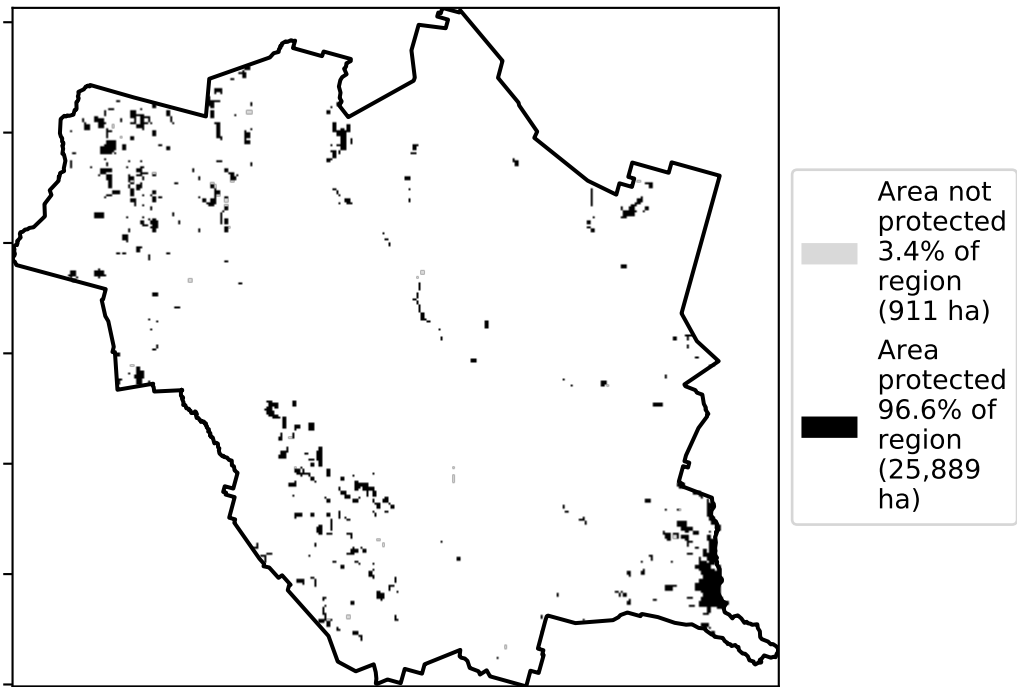 Area not
protected
3.4% of
region
(911 ha)
Area
protected
96.6% of
region
(25,889
ha)